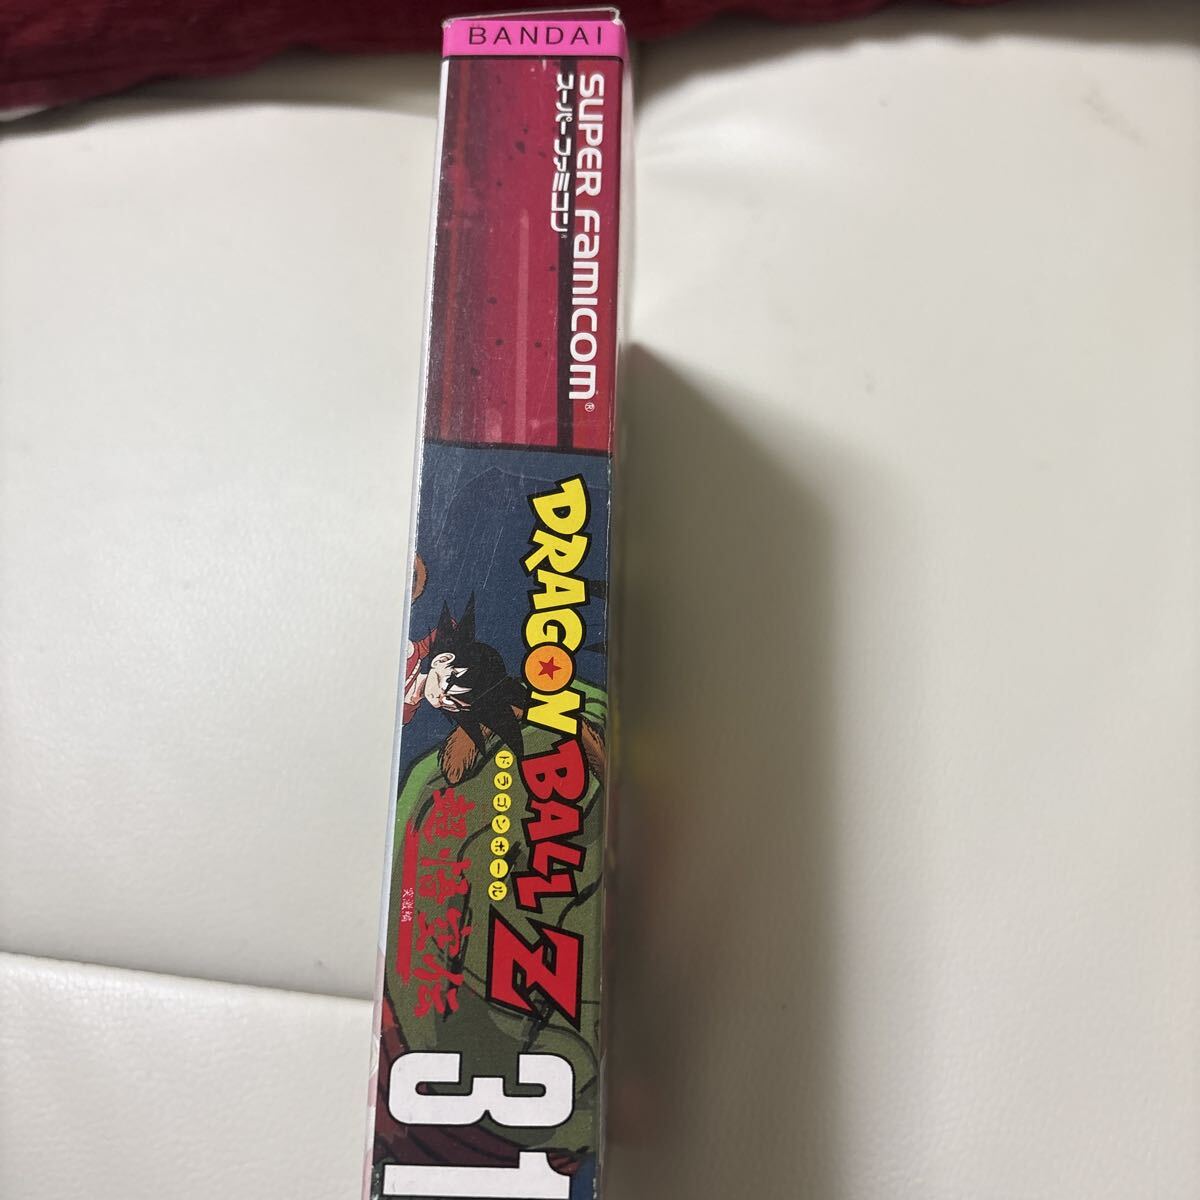 BANDAI
SUPER FAMICOM®
スーパーファミコン®
DRAGON BALL Z
ドラゴンボール
超悟空伝
突激編
31